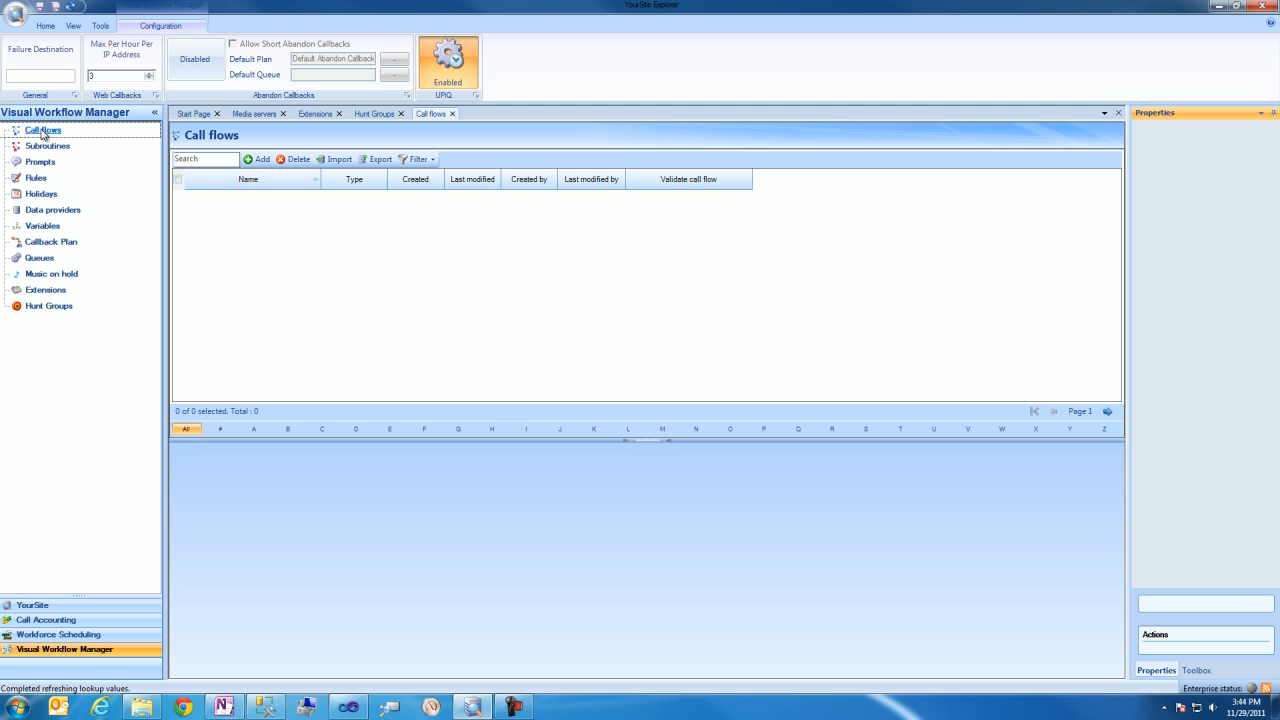 YourSite Explorer
Home View Tools Configuration
Failure Destination
General
Max Per Hour Per
IP Address
3
Web Callbacks
Disabled
Allow Short Abandon Callbacks
Default Plan Default Abandon Callback ...
Default Queue ...
Abandon Callbacks
Enabled
UPiQ
Visual Workflow Manager «
Call flows
Subroutines
Prompts
Rules
Holidays
Data providers
Variables
Callback Plan
Queues
Music on hold
Extensions
Hunt Groups
YourSite
Call Accounting
Workforce Scheduling
Visual Workflow Manager
Start Page Media servers Extensions Hunt Groups Call flows
Call flows
Search Add Delete Import Export Filter
Name Type Created Last modified Created by Last modified by Validate call flow
0 of 0 selected. Total : 0 Page 1
All # A B C D E F G H I J K L M N O P Q R S T U V W X Y Z
Properties
Actions
Properties Toolbox
Completed refreshing lookup values. Enterprise status:
3:44 PM
11/29/2011